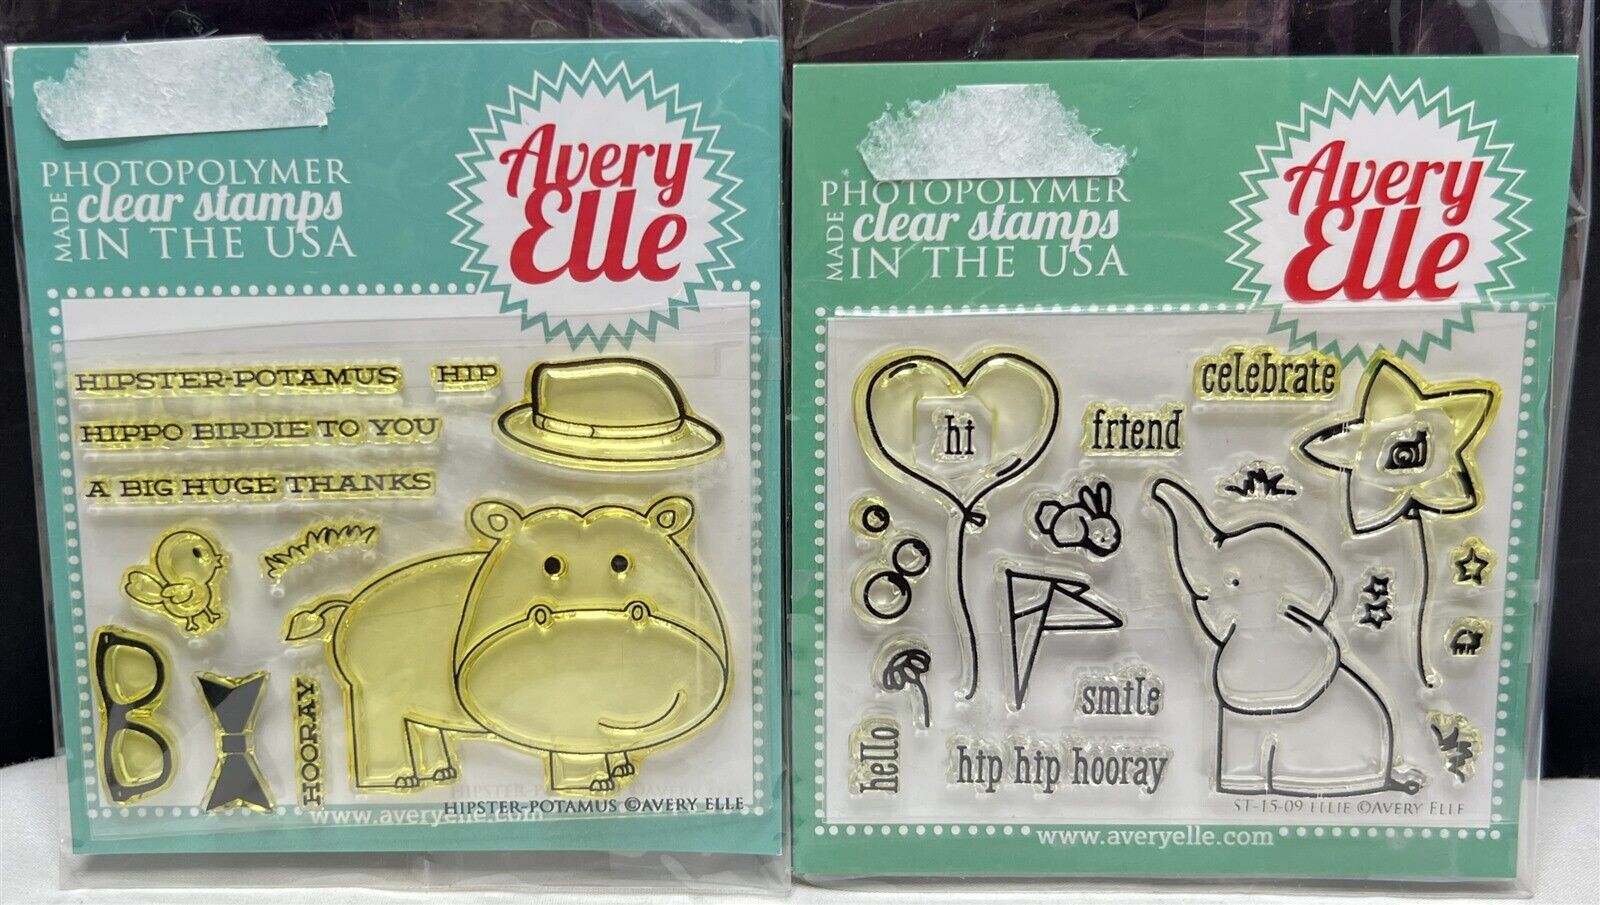 PHOTOPOLYMER
MADE
clear stamps
IN THE USA
Avery
Elle
HIPSTER-POTAMUS
HIP
HIPPO BIRDIE TO YOU
A BIG HUGE THANKS
HOORAY
HIPSTER-POTAMUS ©AVERY ELLE
www.averyelle.com
PHOTOPOLYMER
MADE
clear stamps
IN THE USA
Avery
Elle
celebrate
hi
friend
smile
hello
hip hip hooray
ST-15-09 ELLIE ©AVERY ELLE
www.averyelle.com